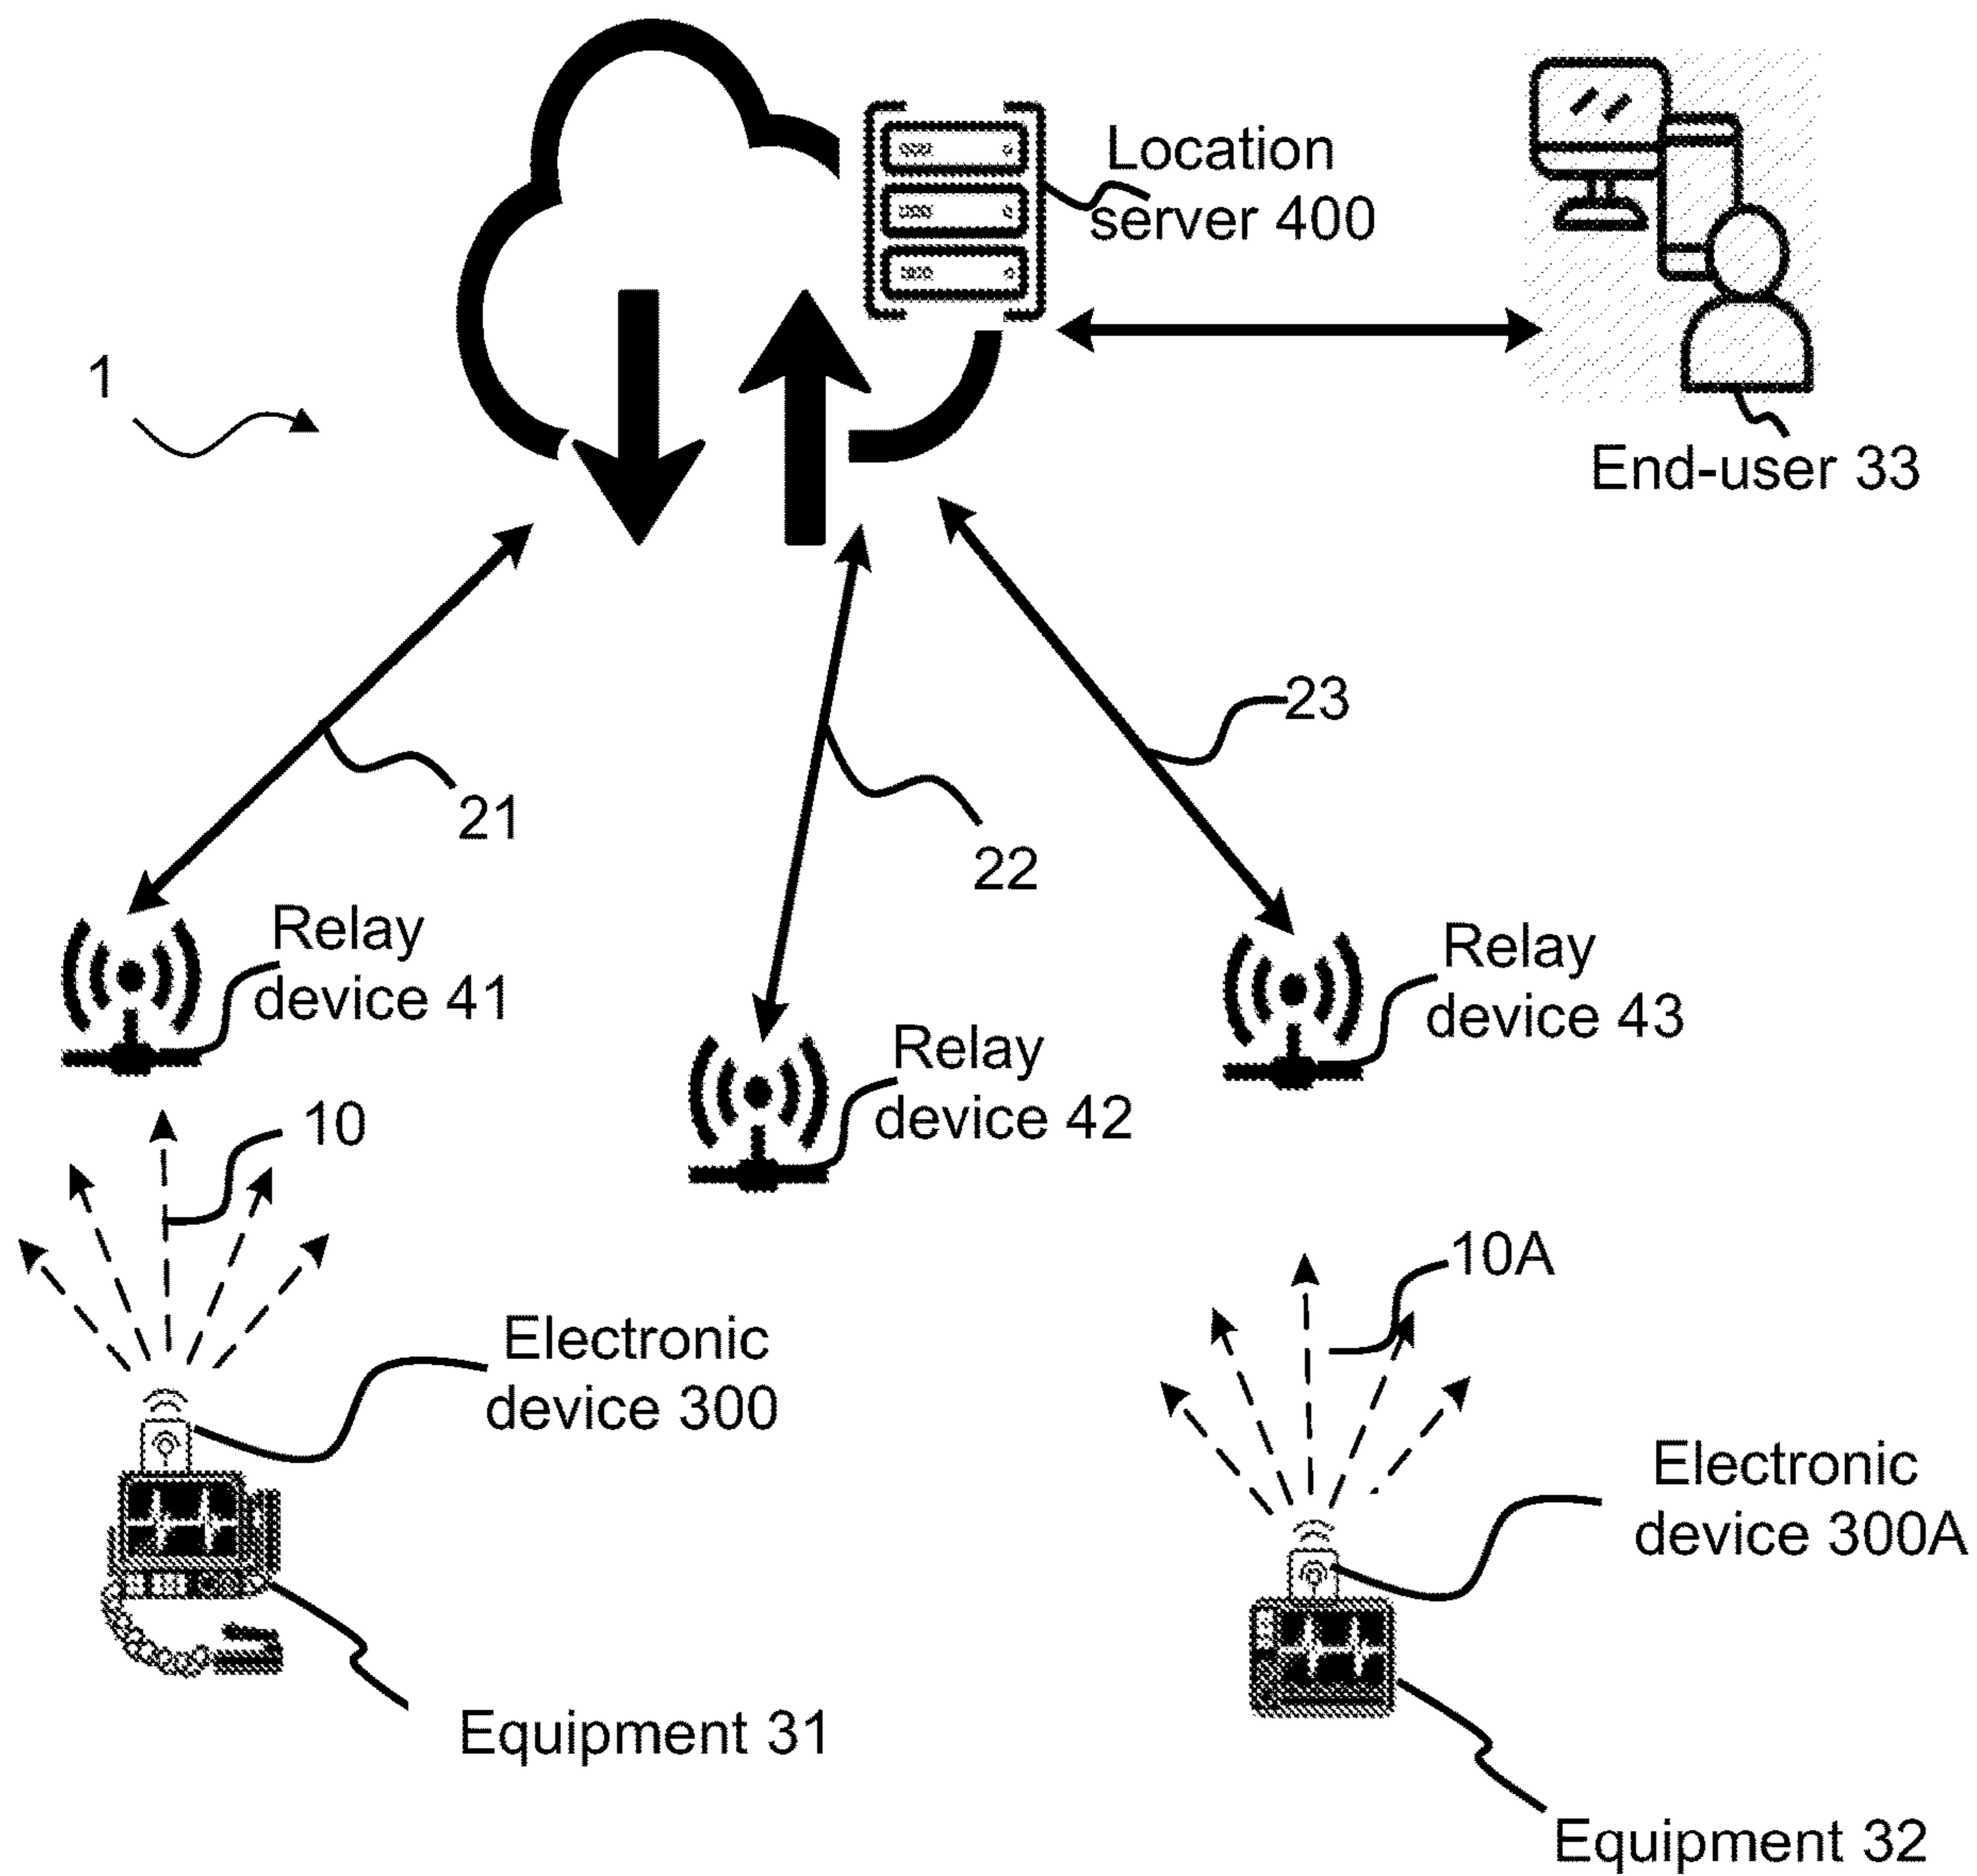 Location
server 400
1
End-user 33
23
21
22
Relay
device 41
Relay
device 43
Relay
device 42
10
10A
Electronic
device 300
Electronic
device 300A
Equipment 31
Equipment 32